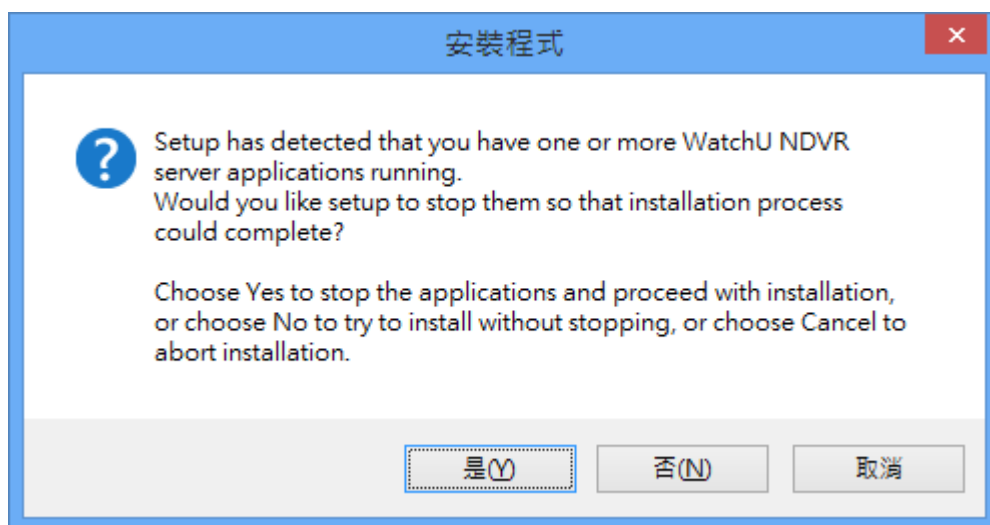 安裝程式
Setup has detected that you have one or more WatchU NDVR
server applications running.
Would you like setup to stop them so that installation process
could complete?
Choose Yes to stop the applications and proceed with installation,
or choose No to try to install without stopping, or choose Cancel to
abort installation.
是(Y)
否(N)
取消